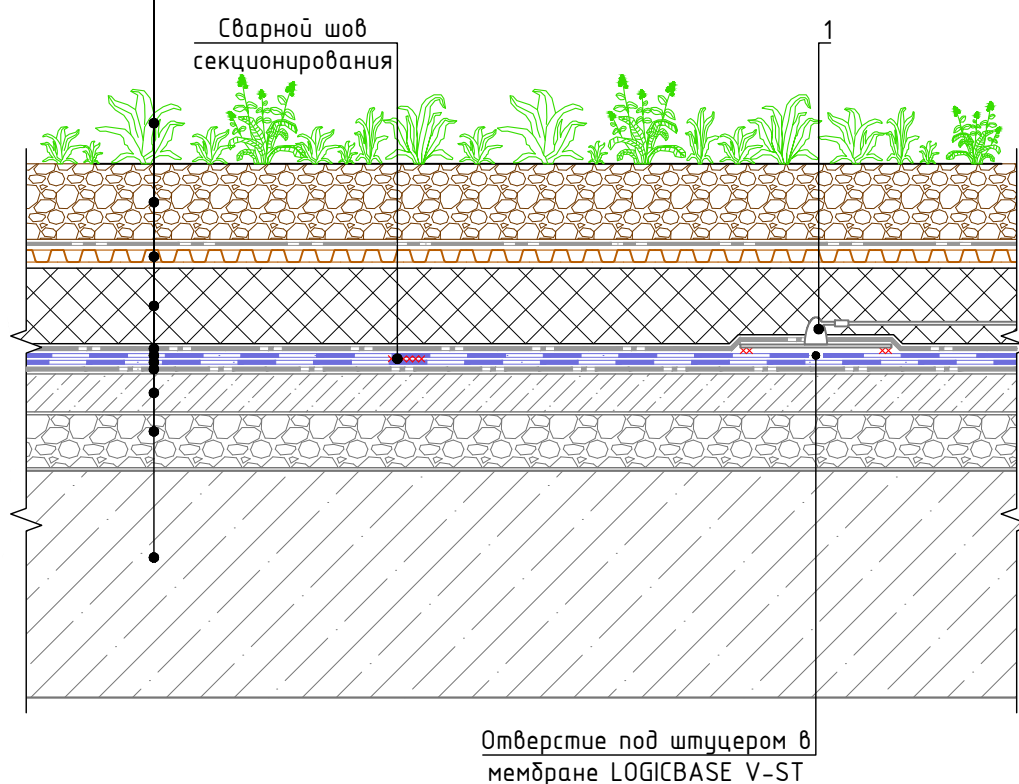 Сварной шов
секционирования
1
Отверстие под штуцером в
мембране LOGICBASE V-ST